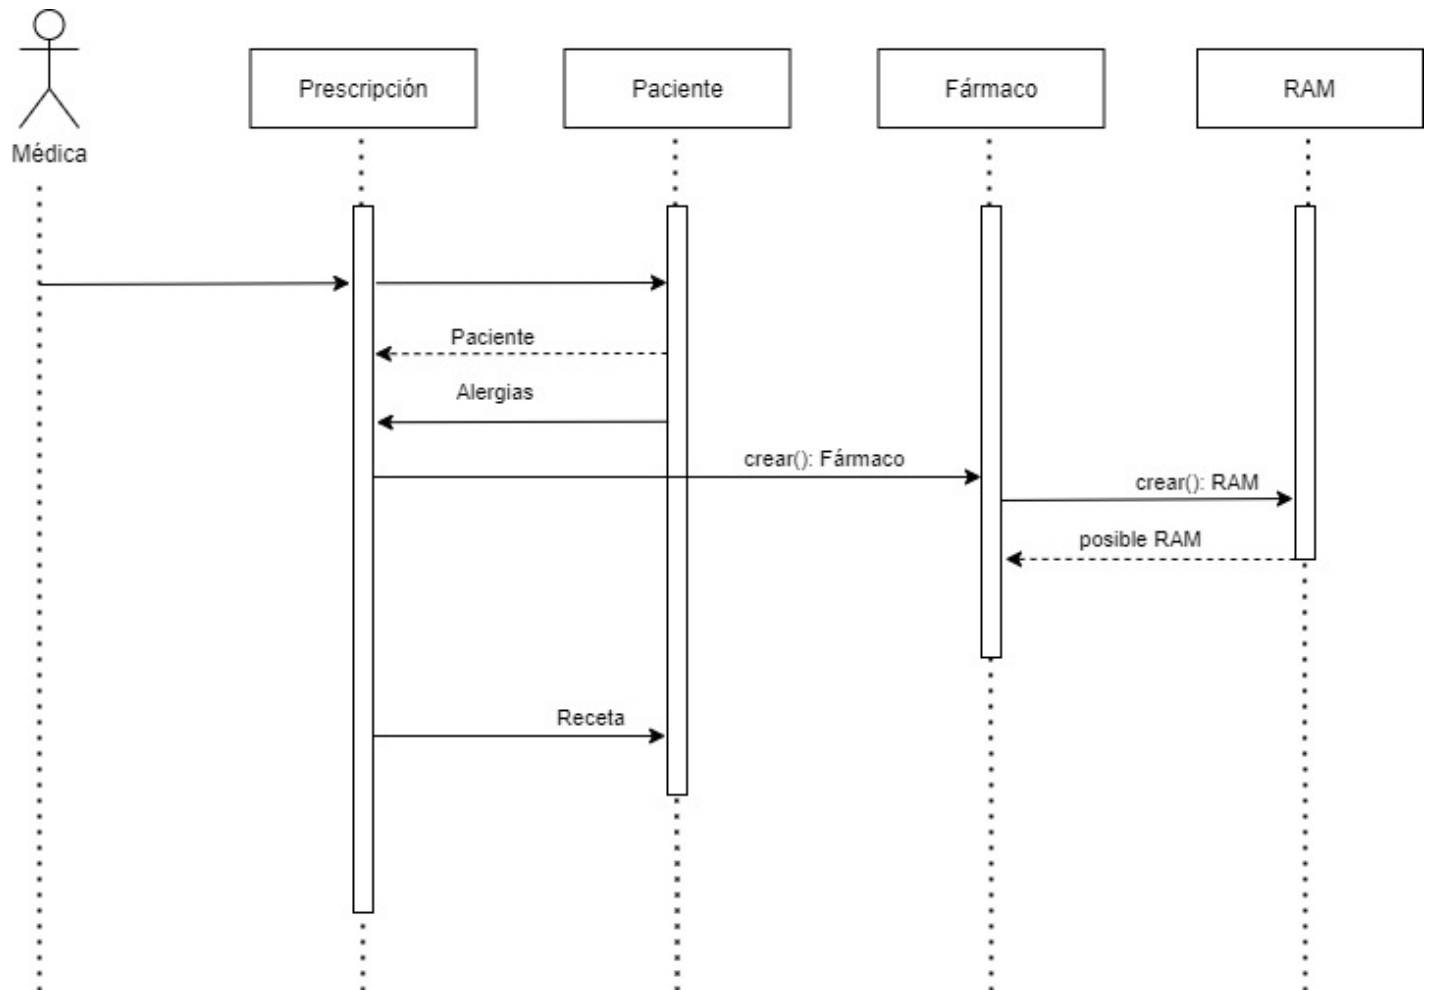 Médica
Prescripción
Paciente
Fármaco
RAM
Paciente
Alergias
crear(): Fármaco
crear(): RAM
posible RAM
Receta